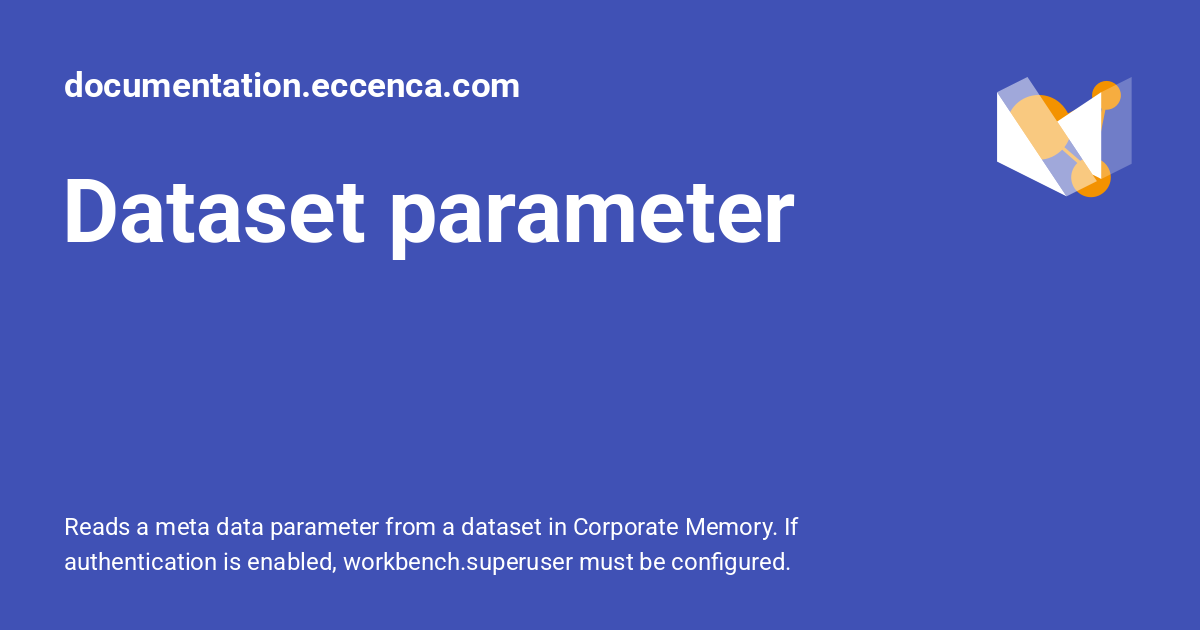 documentation.eccenca.com
Dataset parameter
Reads a meta data parameter from a dataset in Corporate Memory. If
authentication is enabled, workbench.superuser must be configured.